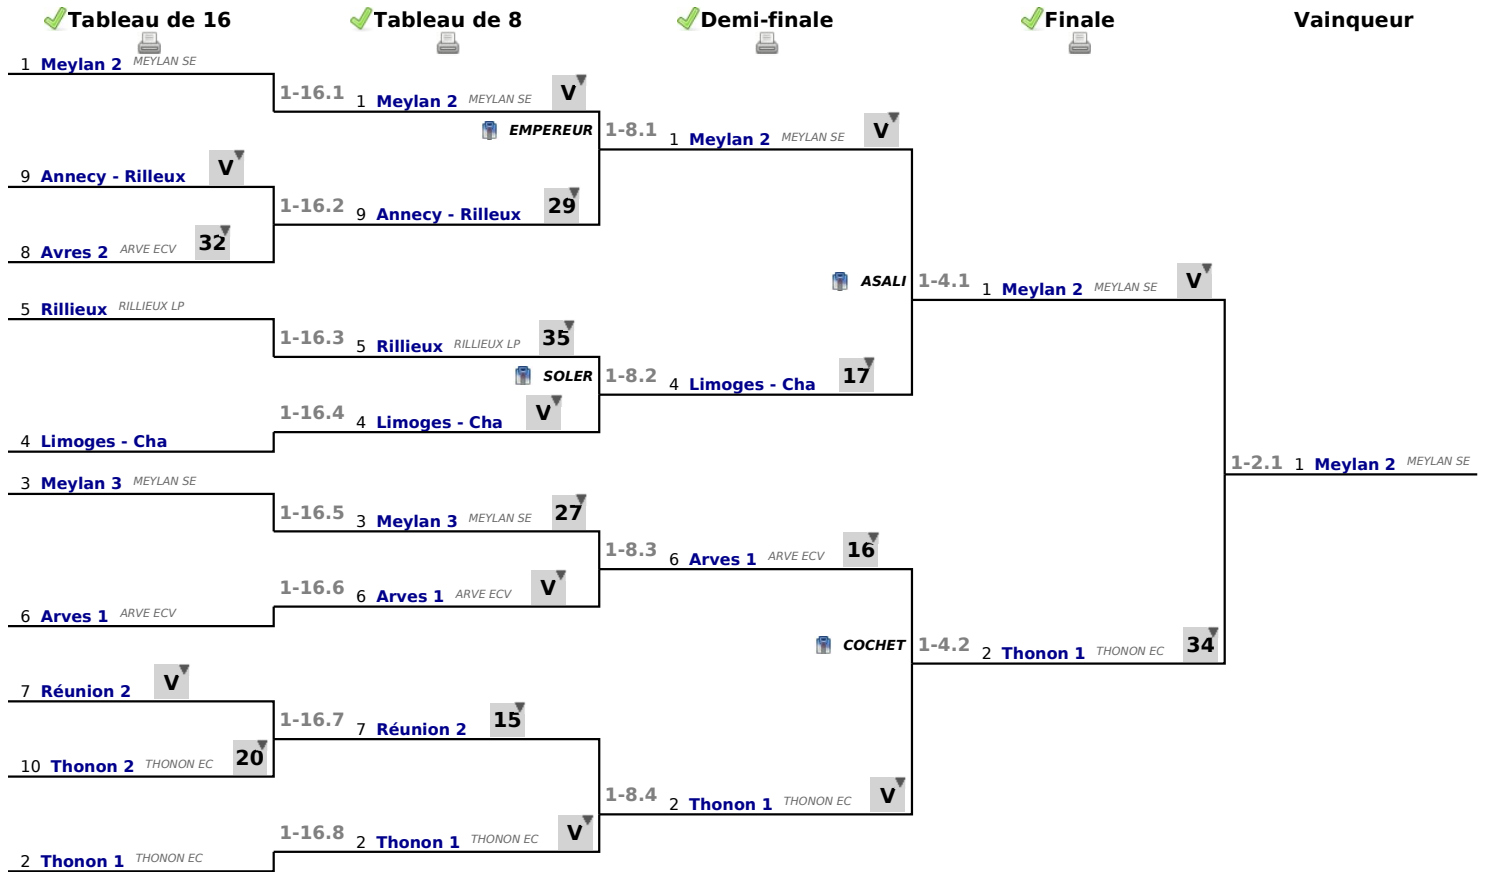 Tableau de 16
Tableau de 8
Demi-finale
Finale
Vainqueur
1 Meylan 2 MEYLAN SE
9 Annecy - Rilleux V
8 Avres 2 ARVE ECV 32
5 Rillieux RILLIEUX LP
4 Limoges - Cha
3 Meylan 3 MEYLAN SE
6 Arves 1 ARVE ECV
7 Réunion 2 V
10 Thonon 2 THONON EC 20
2 Thonon 1 THONON EC
1-16.1 1 Meylan 2 MEYLAN SE V
EMPEREUR
1-16.2 9 Annecy - Rilleux 29
1-16.3 5 Rillieux RILLIEUX LP 35
SOLER
1-16.4 4 Limoges - Cha V
1-16.5 3 Meylan 3 MEYLAN SE 27
1-16.6 6 Arves 1 ARVE ECV V
1-16.7 7 Réunion 2 15
1-16.8 2 Thonon 1 THONON EC V
1-8.1 1 Meylan 2 MEYLAN SE V
ASALI
1-8.2 4 Limoges - Cha 17
1-8.3 6 Arves 1 ARVE ECV 16
COCHET
1-8.4 2 Thonon 1 THONON EC V
1-4.1 1 Meylan 2 MEYLAN SE V
1-4.2 2 Thonon 1 THONON EC 34
1-2.1 1 Meylan 2 MEYLAN SE